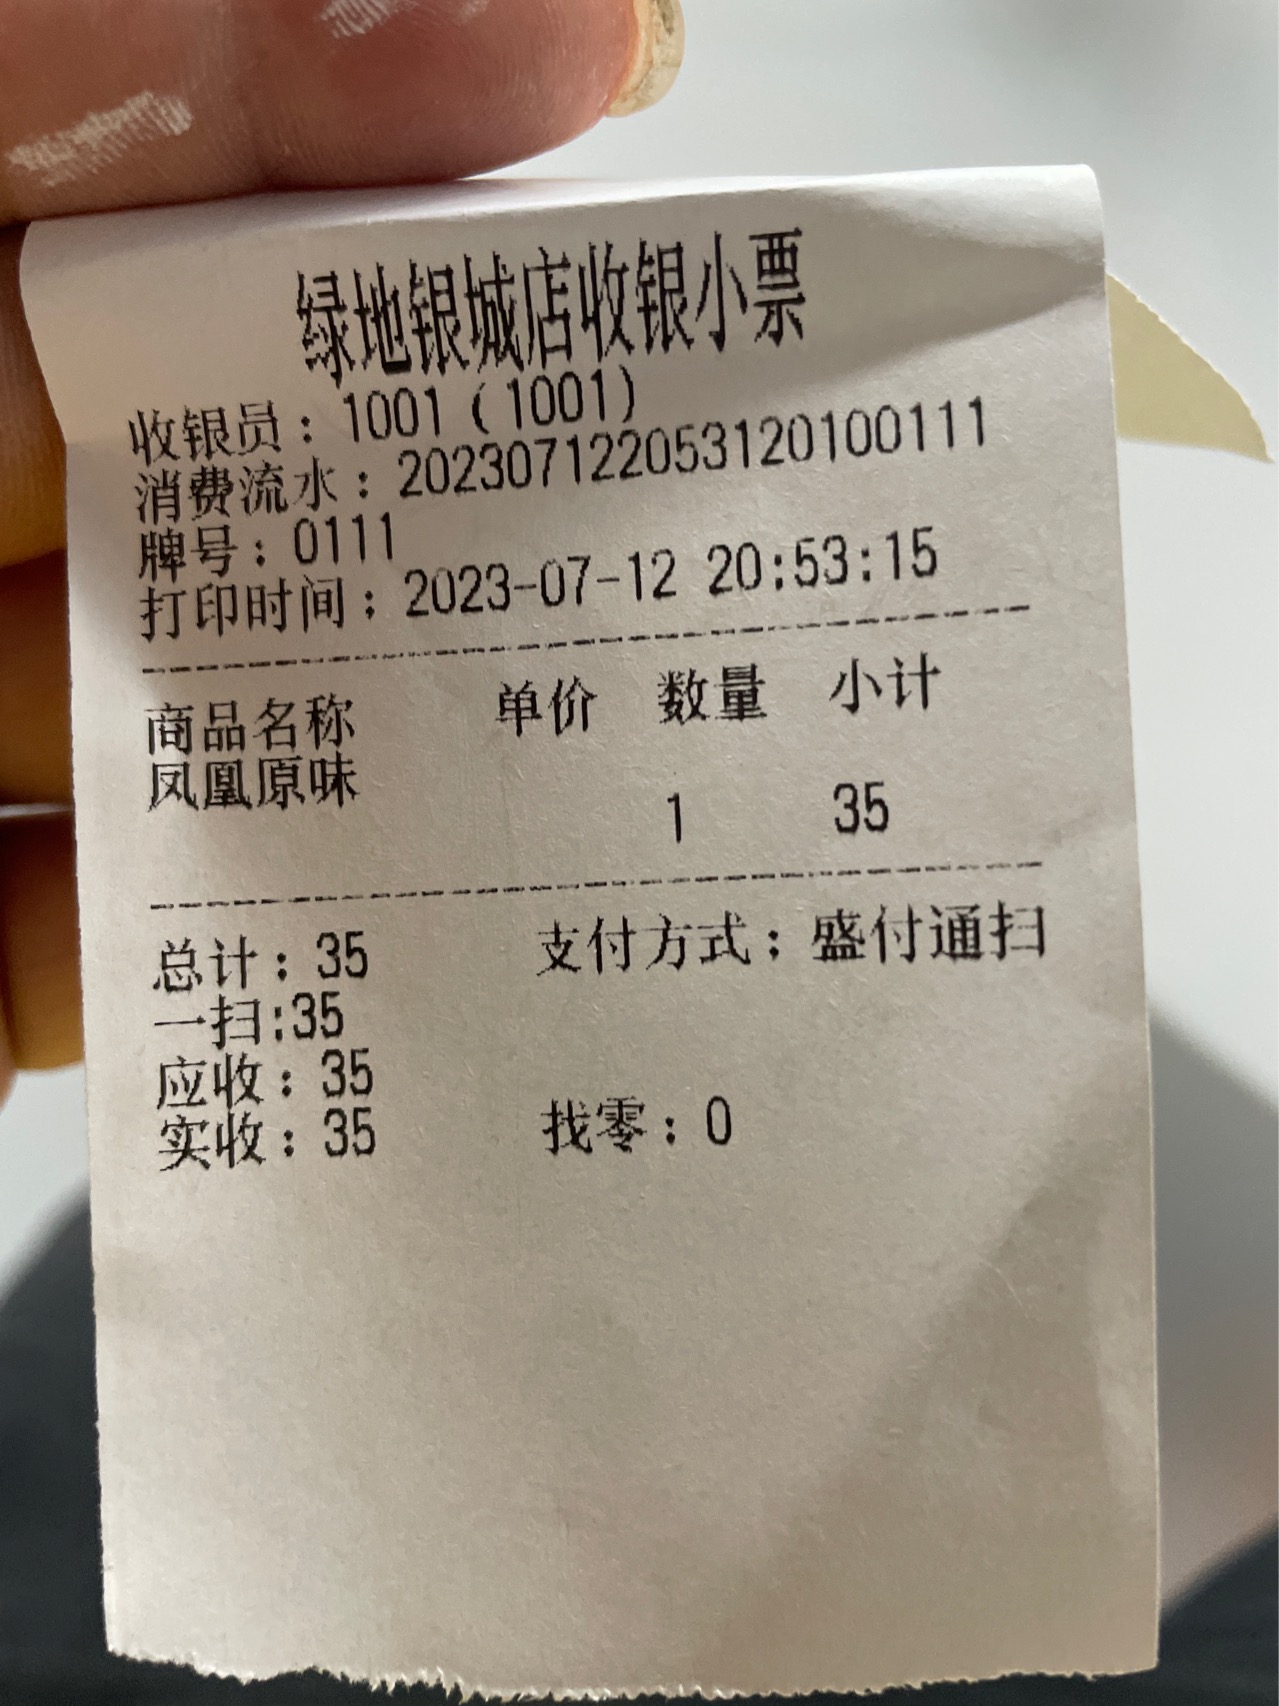 绿地银城店收银小票
收银员：1001（1001）
消费流水：2023071220531201​00111
牌号：0111
打印时间：2023-07-12 20:53:15
商品名称 单价 数量 小计
凤凰原味
1 35
总计：35 支付方式：盛付通扫
一扫:35
应收：35
实收：35 找零：0